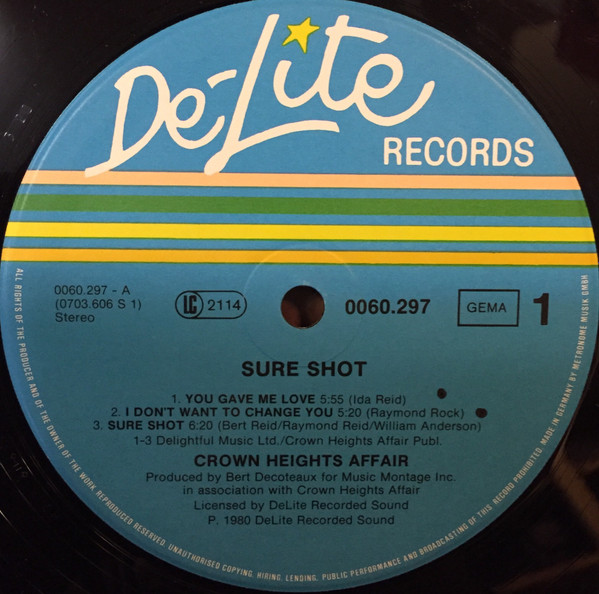 De-Lite
RECORDS
0060.297 - A
(0703.606 S 1)
Stereo
LC 2114
0060.297
GEMA
1
SURE SHOT
1. YOU GAVE ME LOVE 5:55 (Ida Reid)
2. I DON'T WANT TO CHANGE YOU 5:20 (Raymond Rock)
3. SURE SHOT 6:20 (Bert Reid/Raymond Reid/William Anderson)
1-3 Delightful Music Ltd./Crown Heights Affair Publ.
CROWN HEIGHTS AFFAIR
Produced by Bert Decoteaux for Music Montage Inc.
in association with Crown Heights Affair
Licensed by DeLite Recorded Sound
P. 1980 DeLite Recorded Sound
ALL RIGHTS OF THE PRODUCER AND OF THE OWNER OF THE WORK REPRODUCED RESERVED. UNAUTHORISED COPYING, HIRING, LENDING, PUBLIC PERFORMANCE AND BROADCASTING OF THIS RECORD PROHIBITED. MADE IN GERMANY BY METRONOME MUSIK GMBH